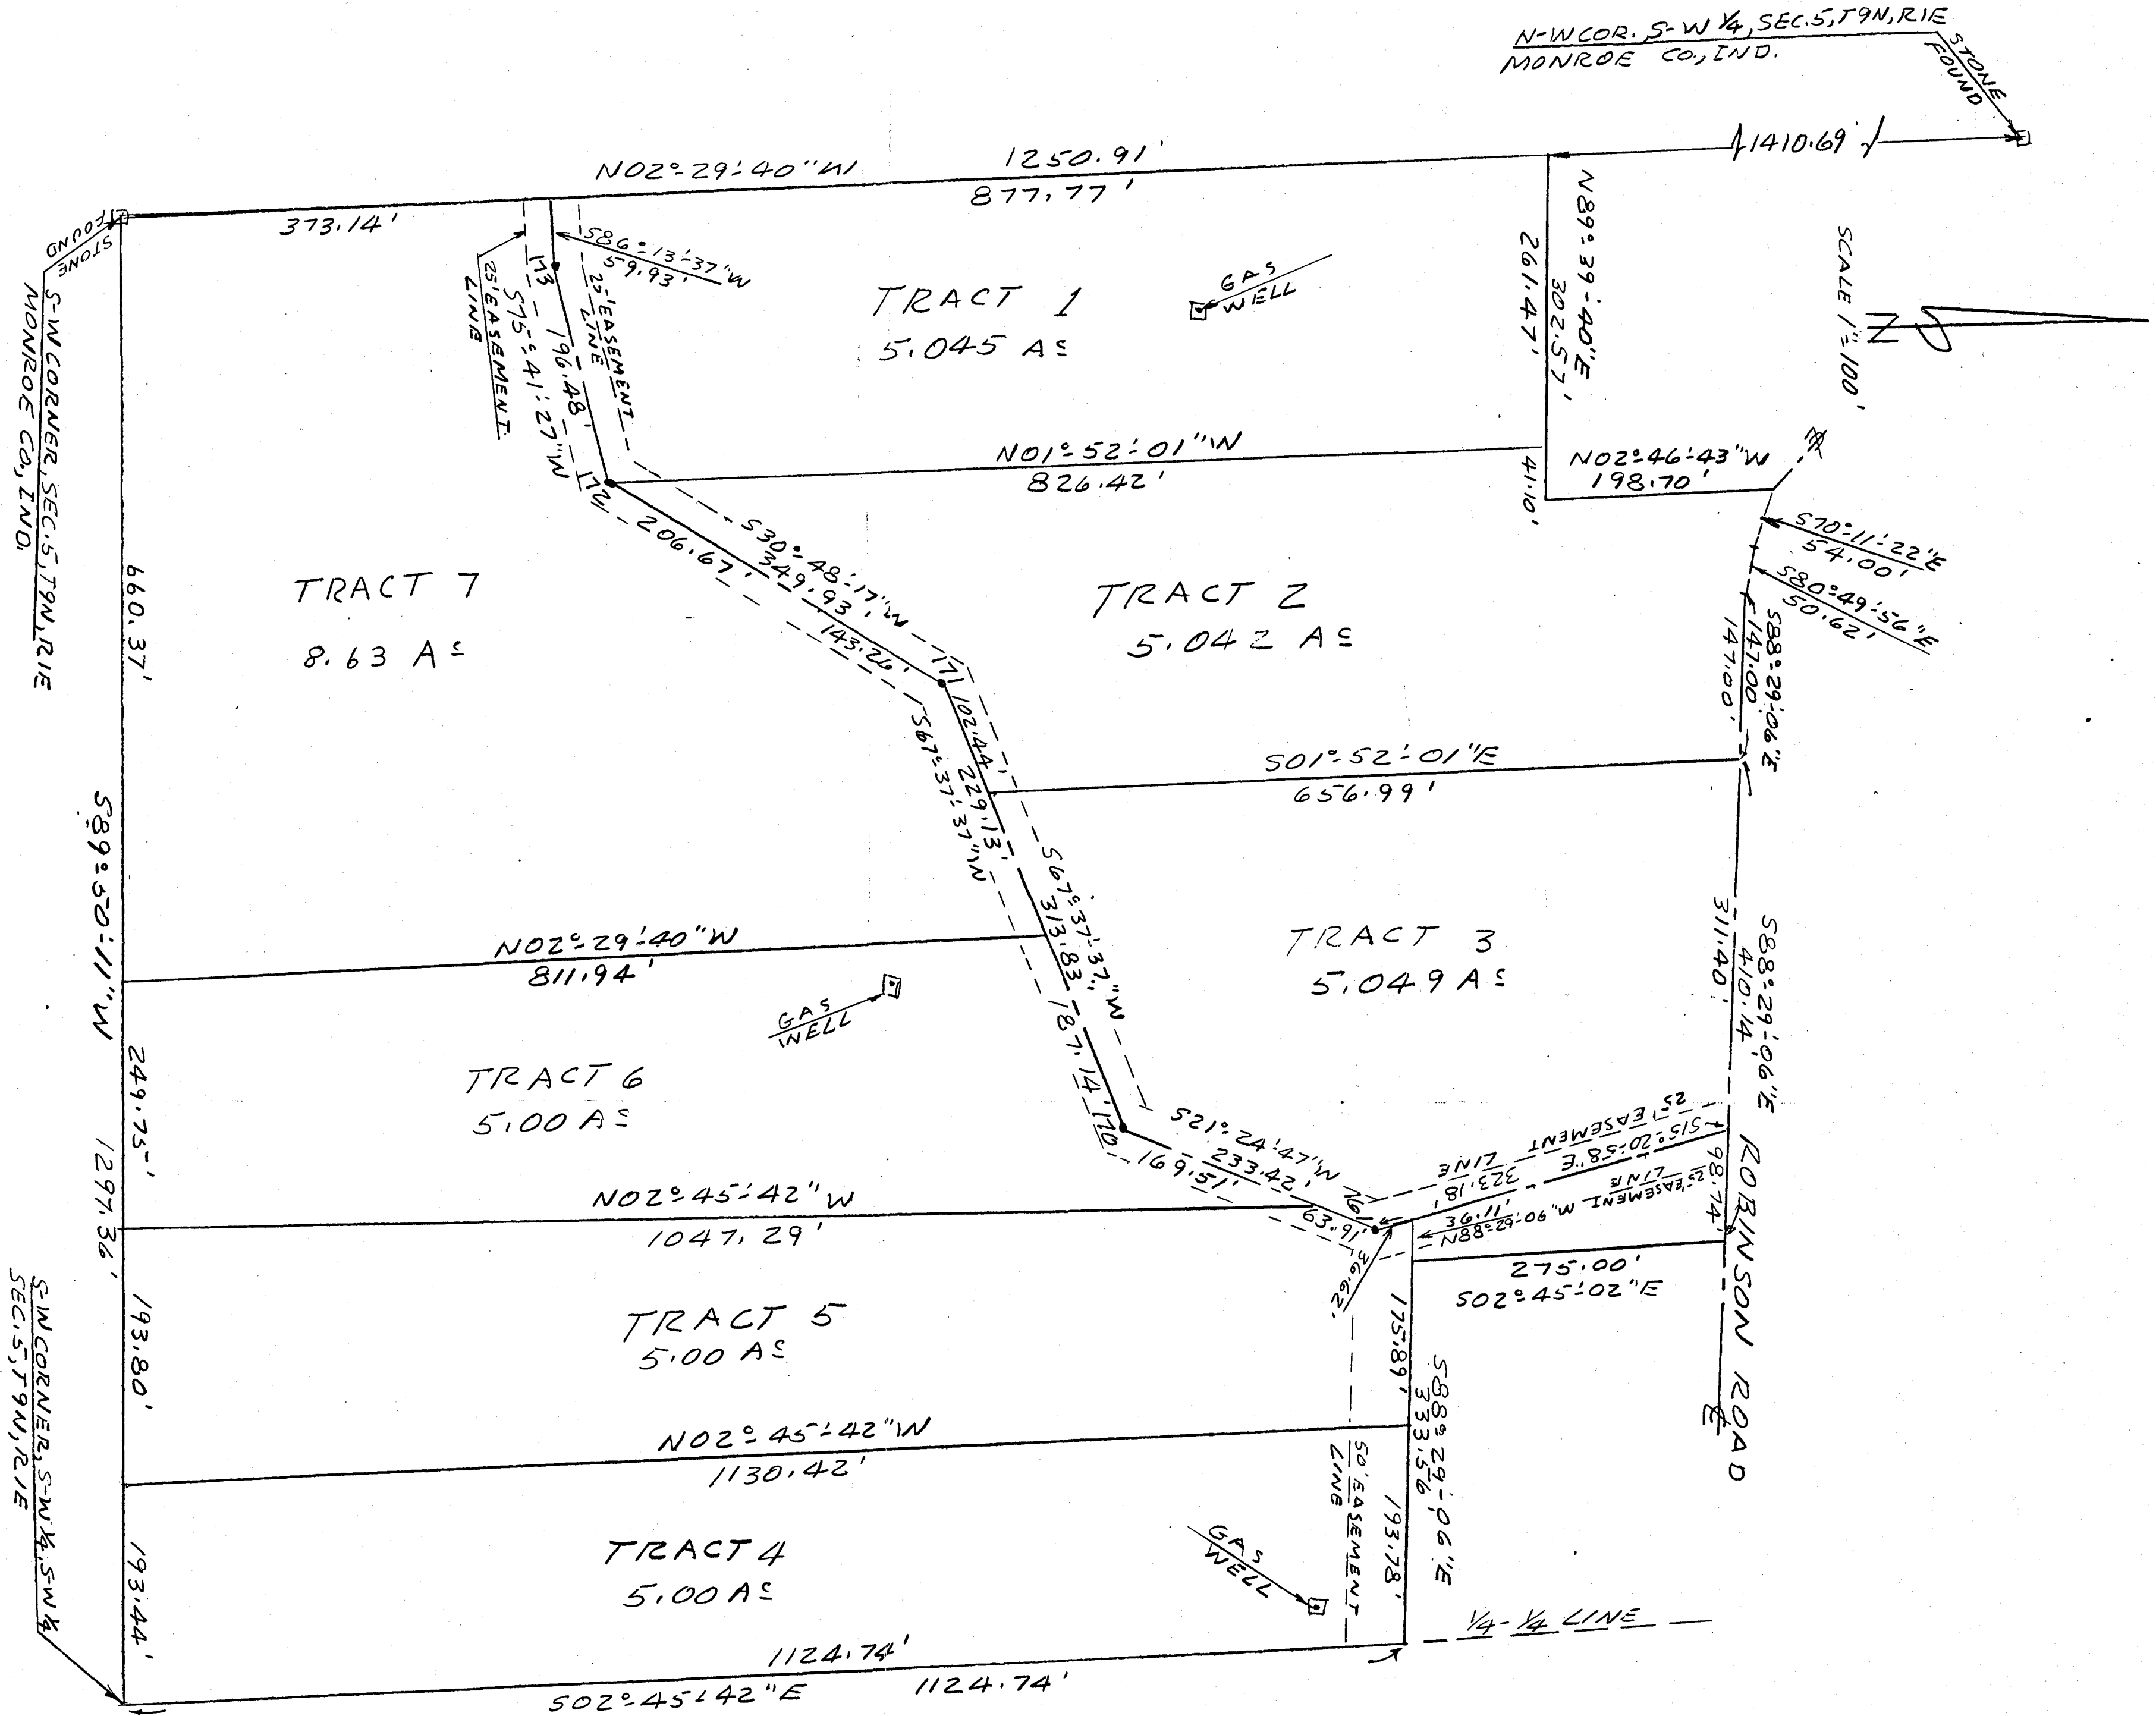 N-W COR. S-W 1/4, SEC. 5, T9N, R1E
MONROE CO., IND.
STONE
FOUND
1410.69'
N02°-29'-40"W
1250.91'
373.14'
877.77'
STONE
FOUND
S-W CORNER, SEC. 5, T9N, R1E
MONROE CO., IND.
S86°-13'-37"W
59.93'
173
25' EASEMENT
LINE
S75°-41'-27"W
196.48'
25' EASEMENT
LINE
172
TRACT 1
5.045 Ac
GAS
WELL
N89°-39'-40"E
302.57'
261.47'
41.10'
SCALE 1"=100'
N
N01°-52'-01"W
826.42'
N02°-46'-43"W
198.70'
S70°-11'-22"E
54.00'
S80°-49'-56"E
50.62'
S88°-29'-06"E
147.00
147.00'
S30°-48'-17"W
349.93'
206.67'
143.26'
171
TRACT 7
8.63 Ac
TRACT 2
5.042 Ac
660.37'
102.44'
229.13'
S67°-37'-37"W
S01°-52'-01"E
656.99'
S67°-37'-37"W
313.83
187.14'
170
TRACT 3
5.049 Ac
311.40'
S88°-29'-06"E
410.14
98.74'
N02°-29'-40"W
811.94'
S89°-50'-11"W
1297.36'
GAS
WELL
TRACT 6
5.00 Ac
249.75'
S21°-24'-47"W
233.42'
169.51'
63.91'
25' EASEMENT
LINE
S15°-20'-58"E
323.18'
25' EASEMENT
LINE
N88°-29'-06"W
36.11'
36.62'
275.00'
S02°-45'-02"E
ROBINSON ROAD
N02°-45'-42"W
1047.29'
TRACT 5
5.00 Ac
193.80'
175.89'
S88°-29'-06"E
333.56
S-W CORNER, S-W 1/4, S-W 1/4
SEC. 5, T9N, R1E
N02°-45'-42"W
1130.42'
50' EASEMENT
LINE
193.78'
TRACT 4
5.00 Ac
GAS
WELL
193.44'
1/4-1/4 LINE
1124.74'
S02°-45'-42"E
1124.74'